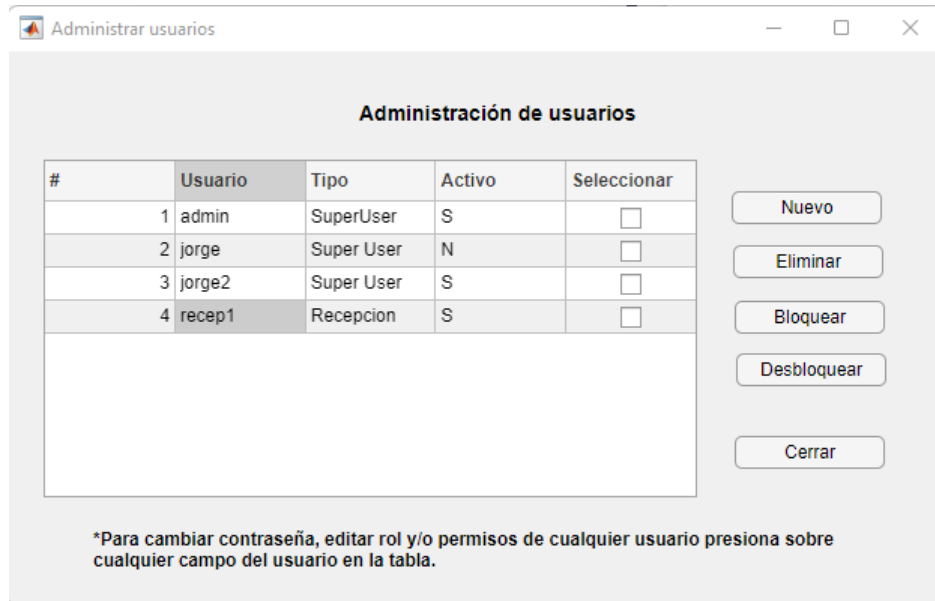 Administrar usuarios
Administración de usuarios
# Usuario Tipo Activo Seleccionar
1 admin SuperUser S
2 jorge Super User N
3 jorge2 Super User S
4 recep1 Recepcion S
Nuevo
Eliminar
Bloquear
Desbloquear
Cerrar
*Para cambiar contraseña, editar rol y/o permisos de cualquier usuario presiona sobre
cualquier campo del usuario en la tabla.